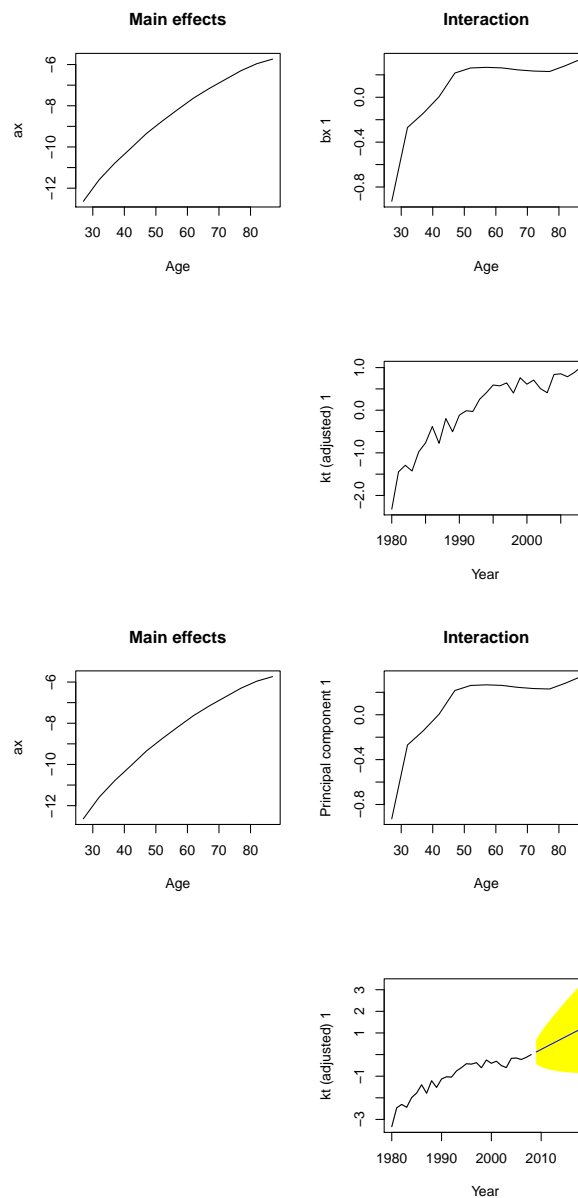 Main effects
Interaction
ax
−6
−8
−10
−12
30 40 50 60 70 80
Age
bx 1
0.0
−0.4
−0.8
30 40 50 60 70 80
Age
kt (adjusted) 1
1.0
0.0
−1.0
−2.0
1980 1990 2000
Year
Main effects
Interaction
ax
−6
−8
−10
−12
30 40 50 60 70 80
Age
Principal component 1
0.0
−0.4
−0.8
30 40 50 60 70 80
Age
kt (adjusted) 1
3
2
1
−1
−3
1980 1990 2000 2010
Year